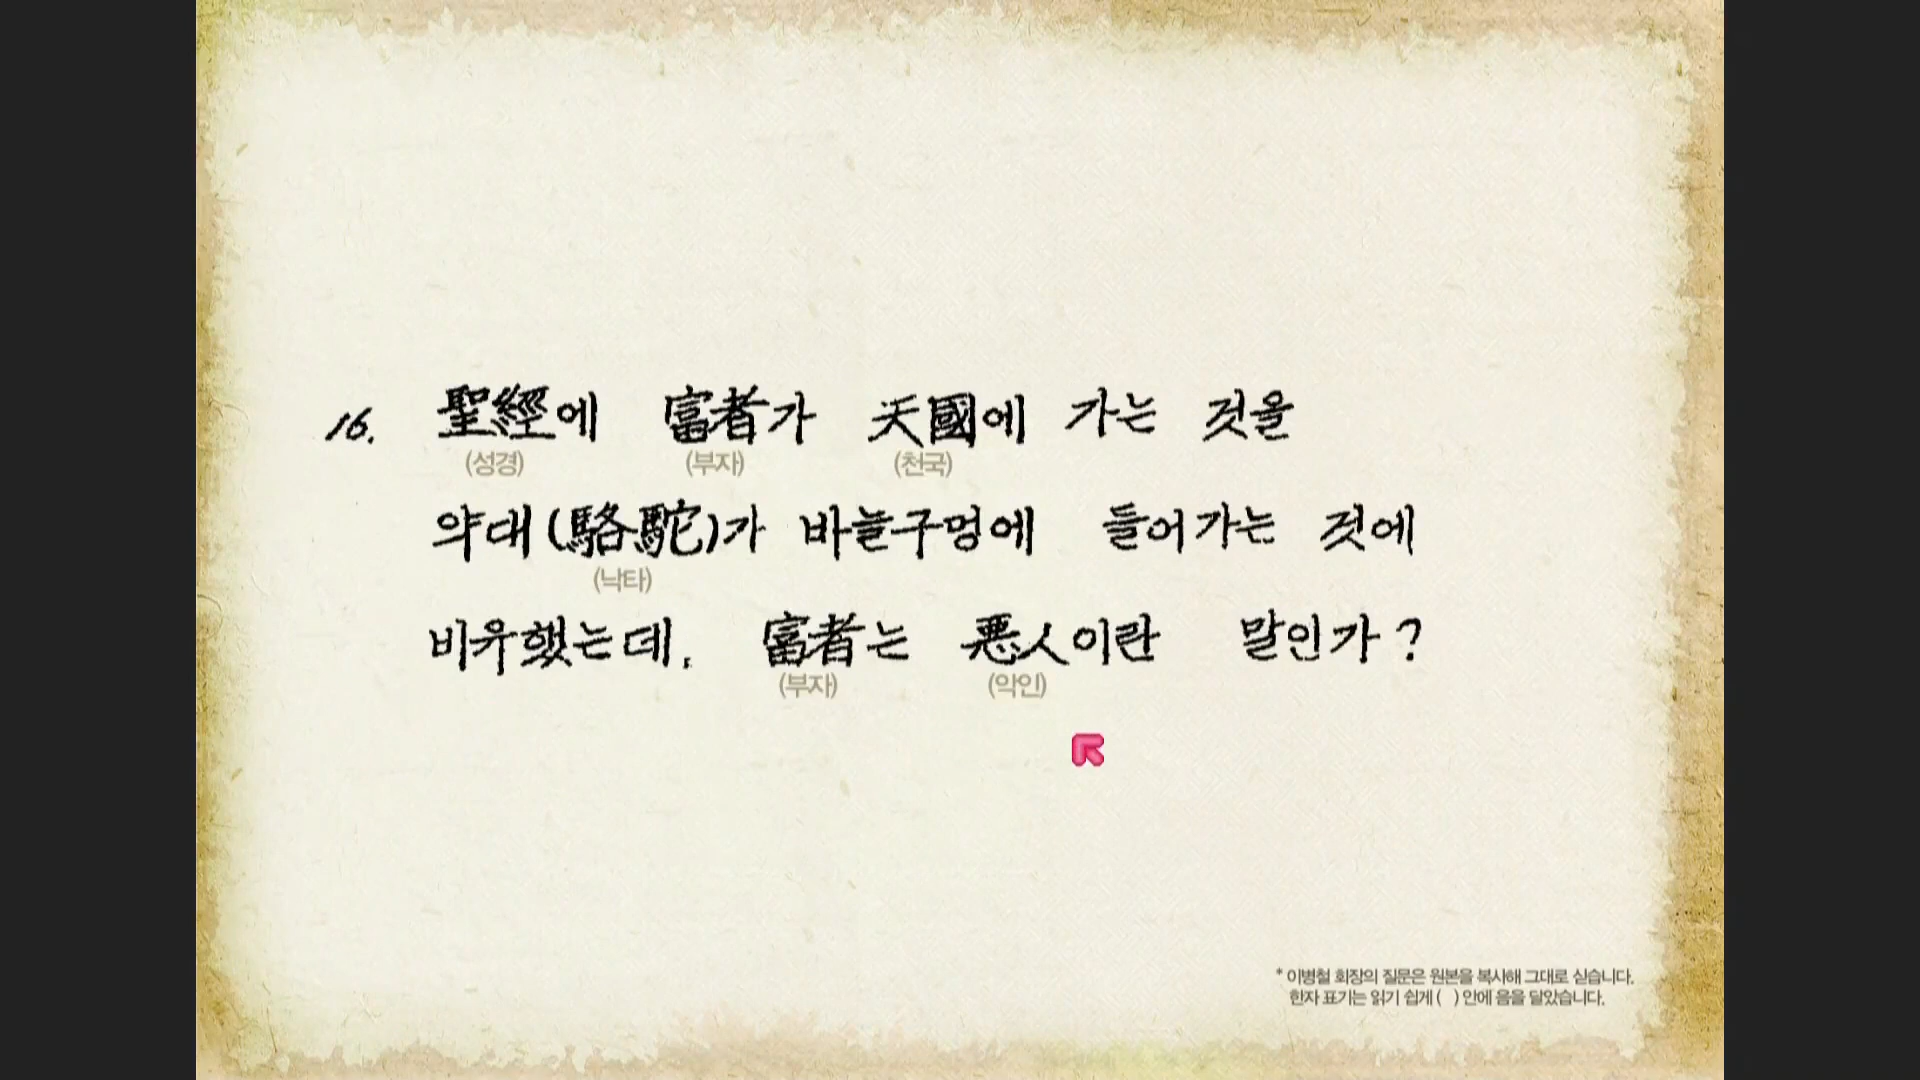 16. 聖經에 富者가 天國에 가는 것을
(성경) (부자) (천국)
약대(駱駝)가 바늘구멍에 들어가는 것에
(낙타)
비유했는데, 富者는 悪人이란 말인가?
(부자) (악인)
* 이병철 회장의 질문은 원본을 복사해 그대로 싣습니다.
한자 표기는 읽기 쉽게 ( ) 안에 음을 달았습니다.